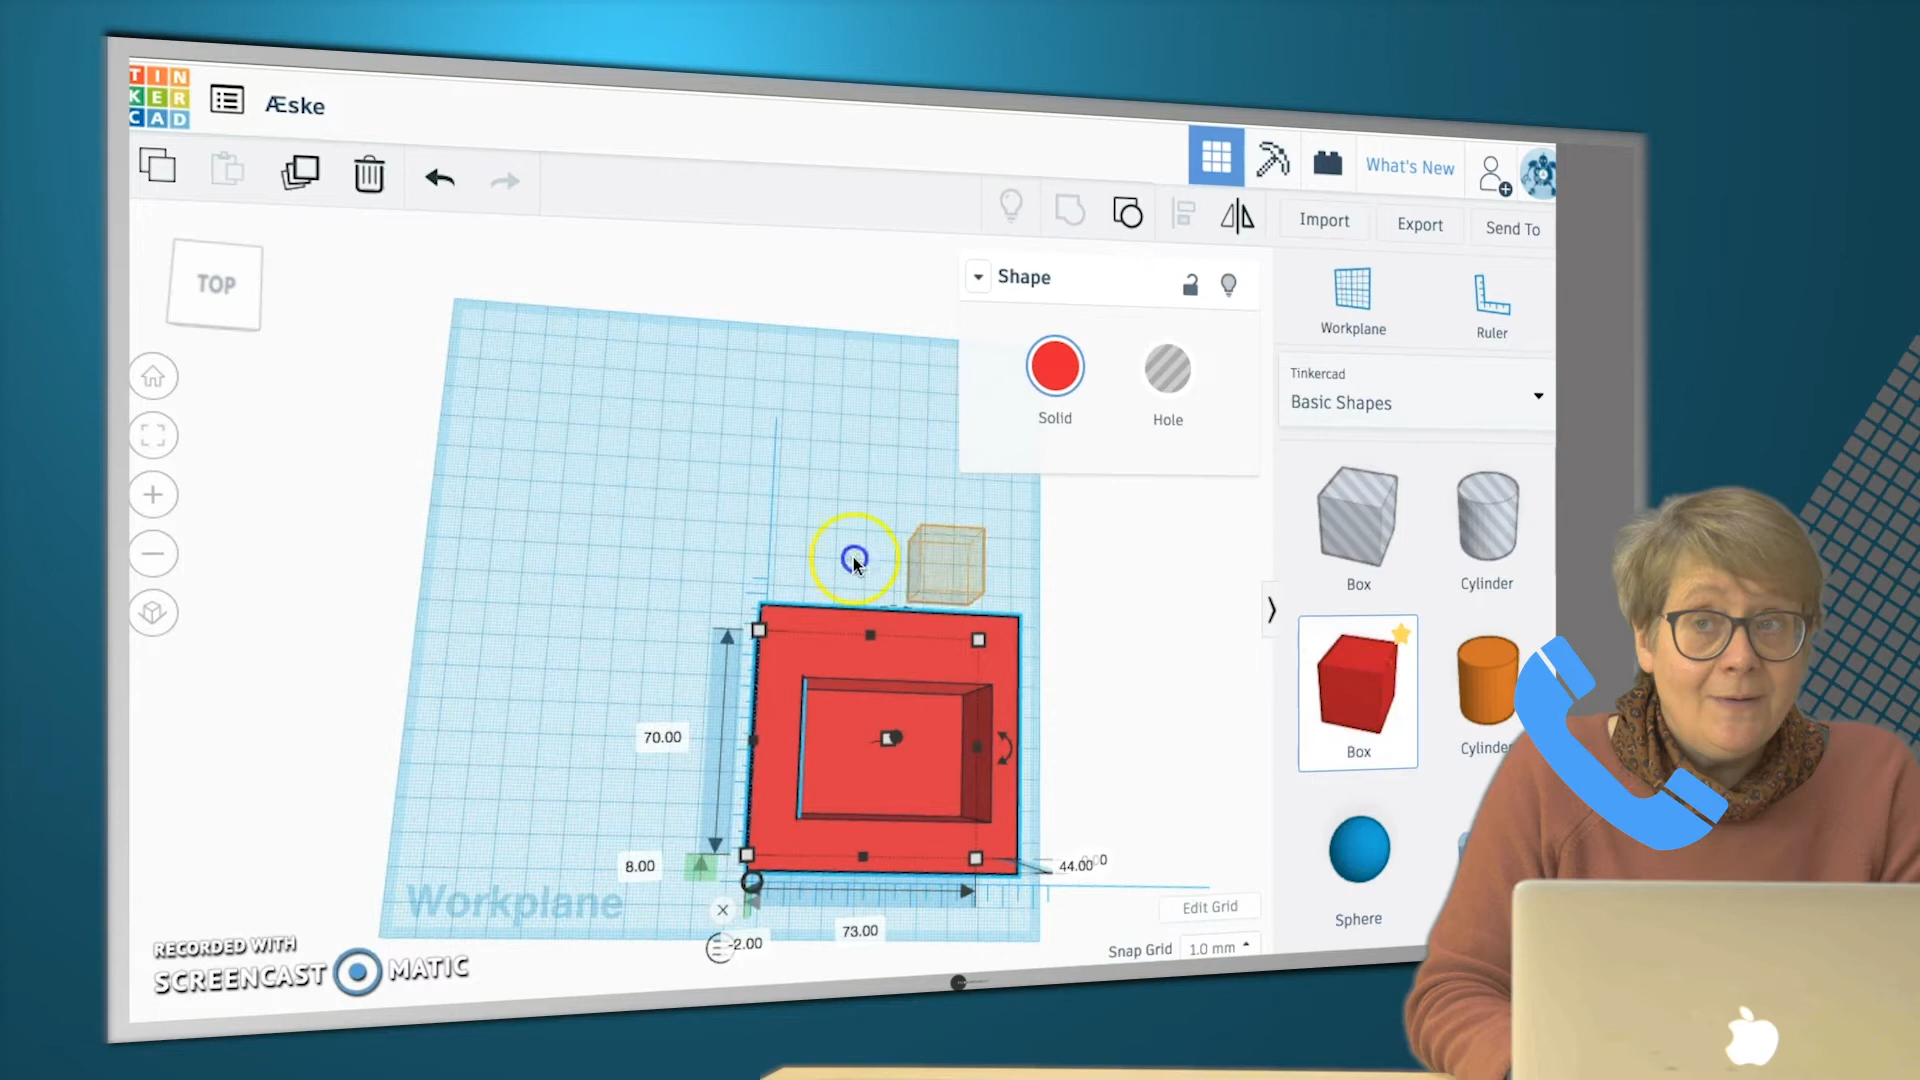 TIN
KER
CAD
Æske
What's New
Import
Export
Send To
TOP
Shape
Solid
Hole
Workplane
Ruler
Tinkercad
Basic Shapes
Box
Cylinder
Box
Sphere
70.00
8.00
44.00
-2.00
73.00
Workplane
Edit Grid
Snap Grid
1.0 mm
RECORDED WITH
SCREENCAST MATIC